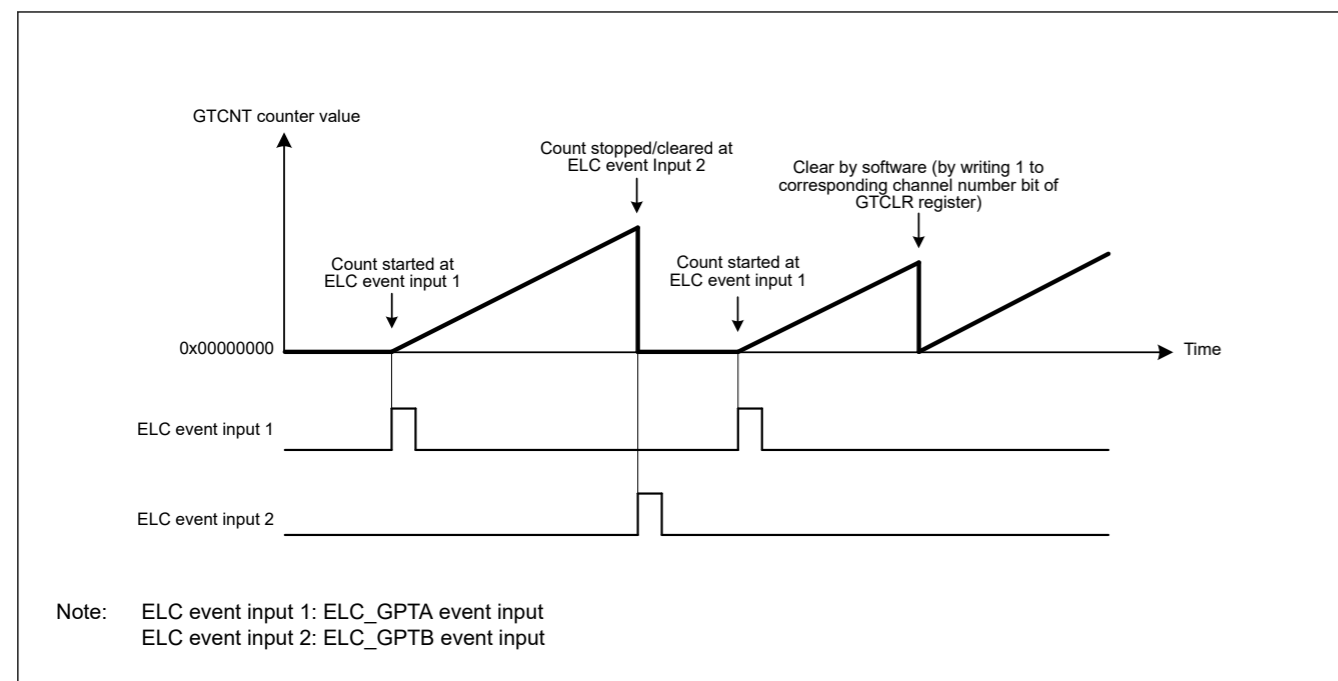 GTCNT counter value
Count stopped/cleared at
ELC event Input 2
Clear by software (by writing 1 to
corresponding channel number bit of
GTCLR register)
Count started at
ELC event input 1
Count started at
ELC event input 1
0x00000000
Time
ELC event input 1
ELC event input 2
Note: ELC event input 1: ELC_GPTA event input
ELC event input 2: ELC_GPTB event input